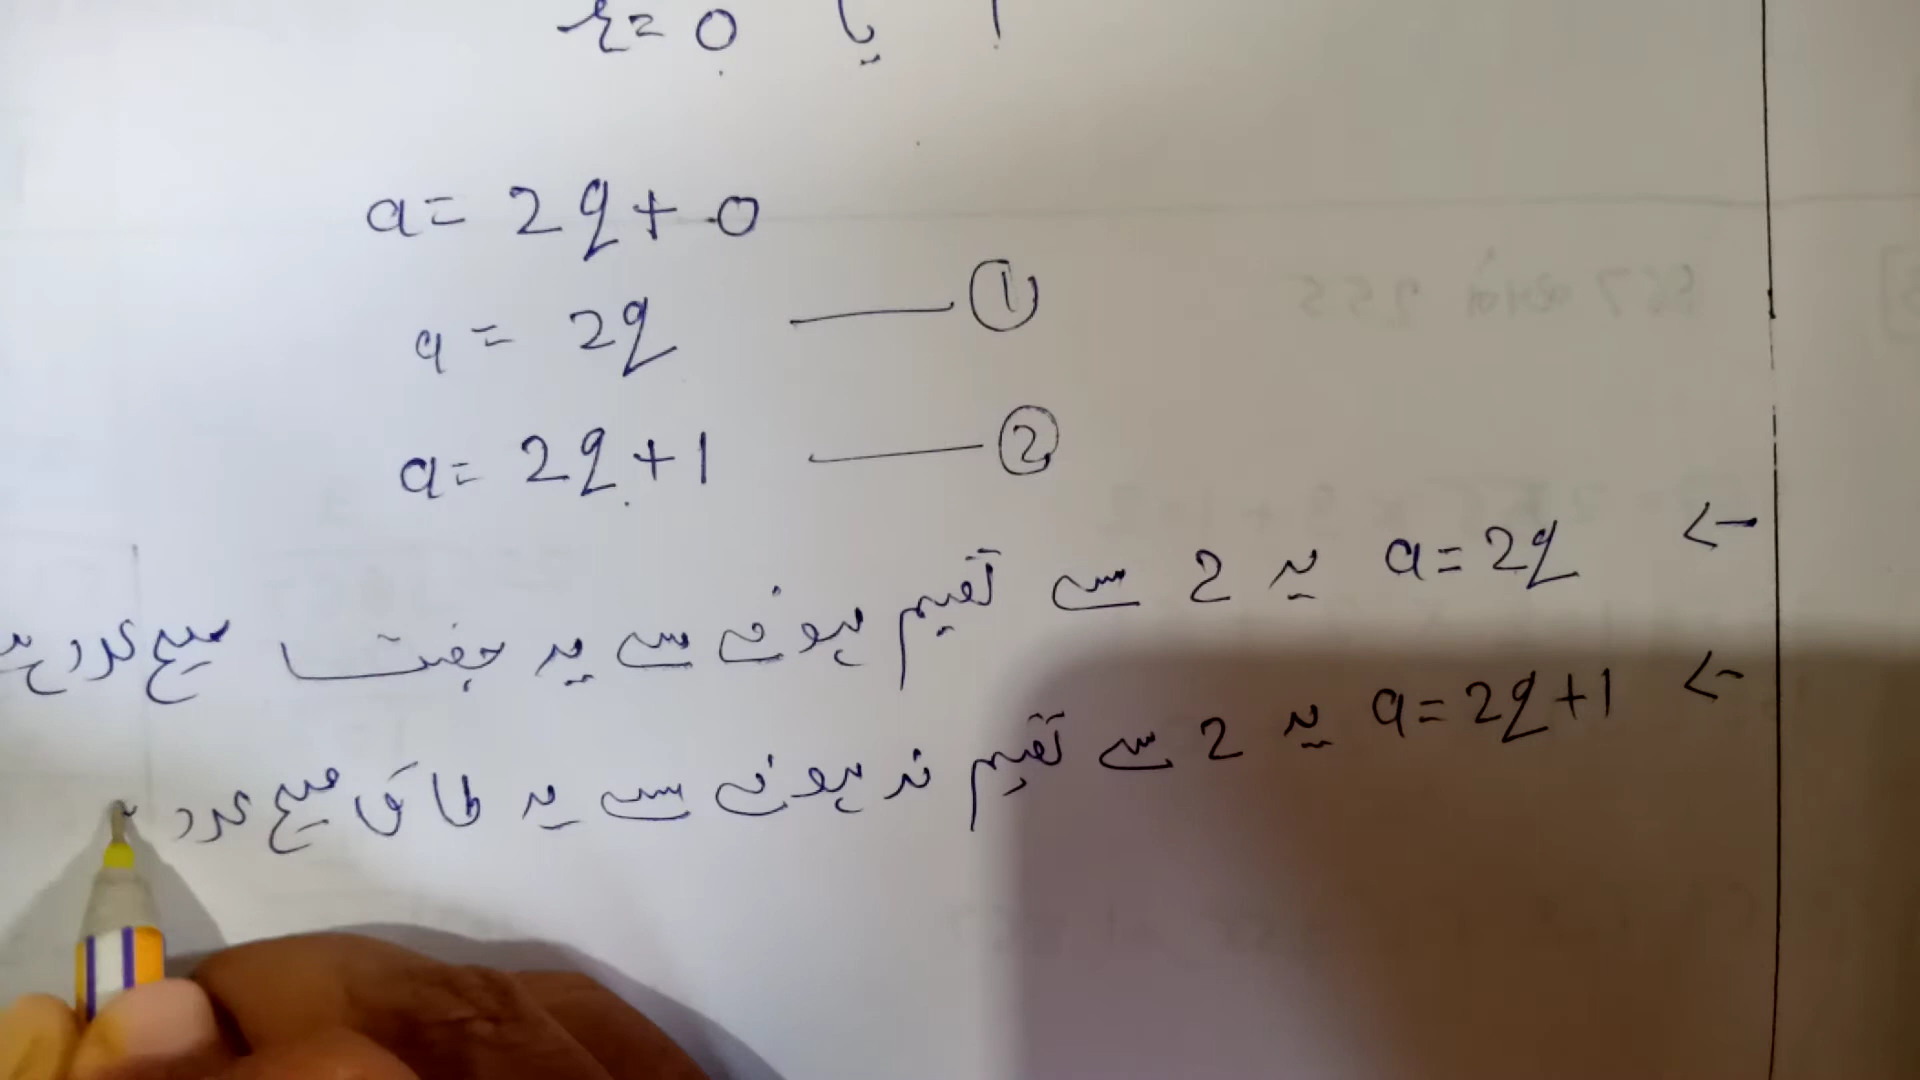 r = 0 یا 1
a = 2q + 0
a = 2q —— ①
a = 2q + 1 —— ②
← a = 2q یہ 2 سے تقسیم ہونے سے یہ جفت صحیح عدد ہے
← a = 2q + 1 یہ 2 سے تقسیم نہ ہونے سے یہ طاق صحیح عدد